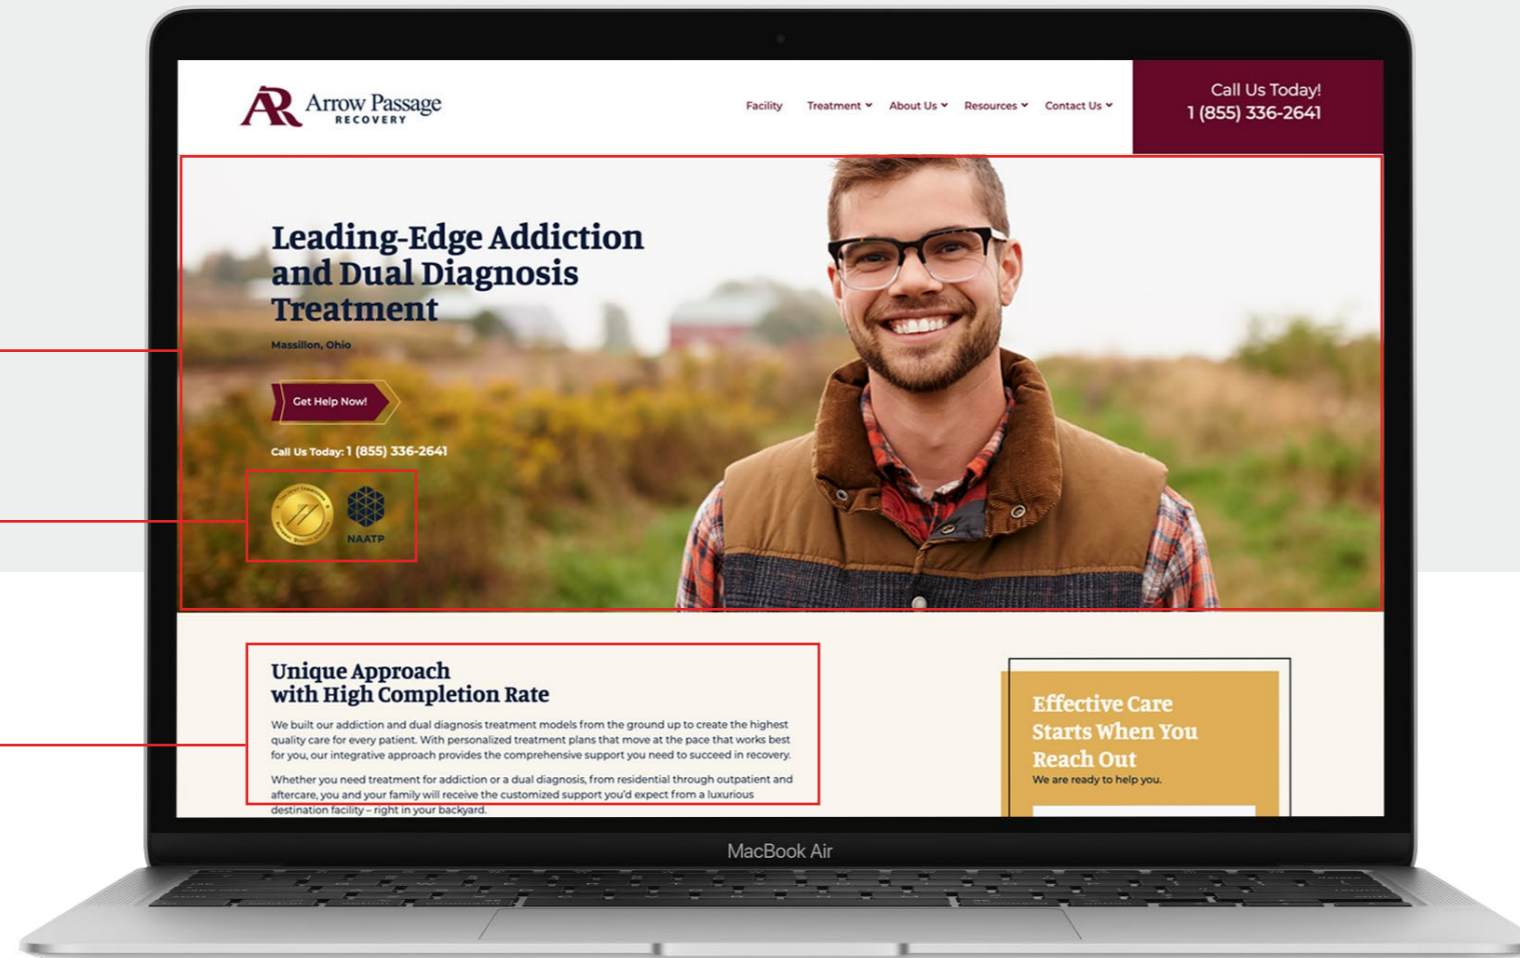 Arrow Passage
RECOVERY
Facility Treatment About Us Resources Contact Us
Call Us Today!
1 (855) 336-2641
Leading-Edge Addiction
and Dual Diagnosis
Treatment
Massillon, Ohio
Get Help Now!
Call Us Today: 1 (855) 336-2641
NAATP
Unique Approach
with High Completion Rate
We built our addiction and dual diagnosis treatment models from the ground up to create the highest
quality care for every patient. With personalized treatment plans that move at the pace that works best
for you, our integrative approach provides the comprehensive support you need to succeed in recovery.
Whether you need treatment for addiction or a dual diagnosis, from residential through outpatient and
aftercare, you and your family will receive the customized support you'd expect from a luxurious
destination facility – right in your backyard.
Effective Care
Starts When You
Reach Out
We are ready to help you.
MacBook Air